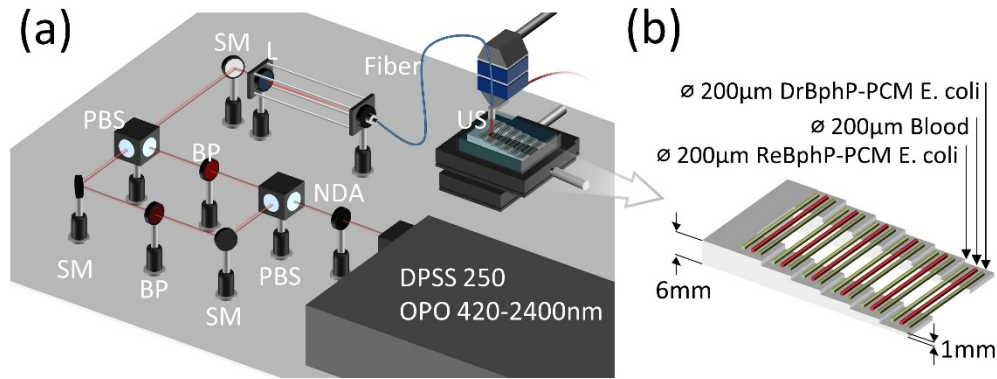 (a)
SM
L
Fiber
US
PBS
BP
NDA
SM
BP
SM
PBS
DPSS 250
OPO 420-2400nm
(b)
⌀ 200µm DrBphP-PCM E. coli
⌀ 200µm Blood
⌀ 200µm ReBphP-PCM E. coli
6mm
1mm